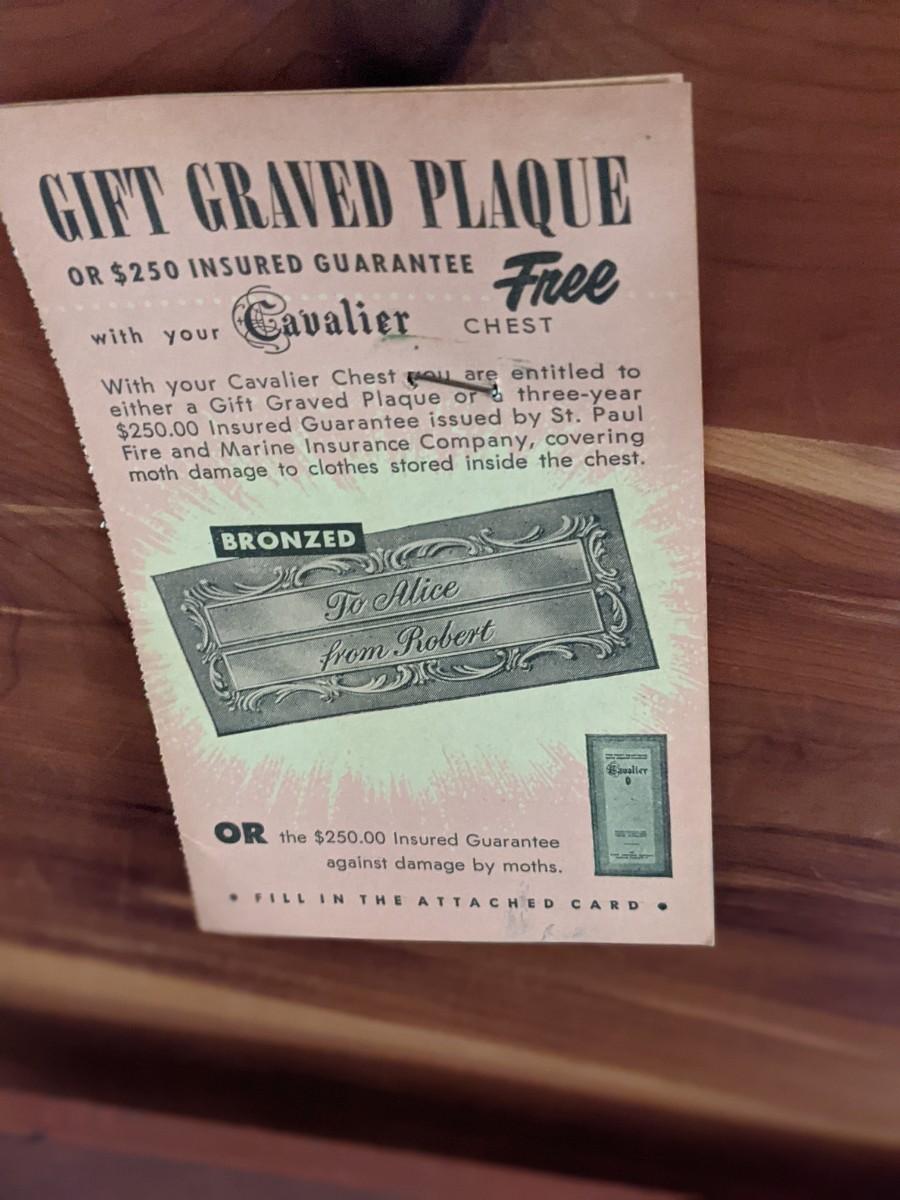 GIFT GRAVED PLAQUE
OR $250 INSURED GUARANTEE Free
with your Cavalier CHEST
With your Cavalier Chest you are entitled to
either a Gift Graved Plaque or a three-year
$250.00 Insured Guarantee issued by St. Paul
Fire and Marine Insurance Company, covering
moth damage to clothes stored inside the chest.
BRONZED
To Alice
from Robert
Cavalier
OR the $250.00 Insured Guarantee
against damage by moths.
• FILL IN THE ATTACHED CARD •